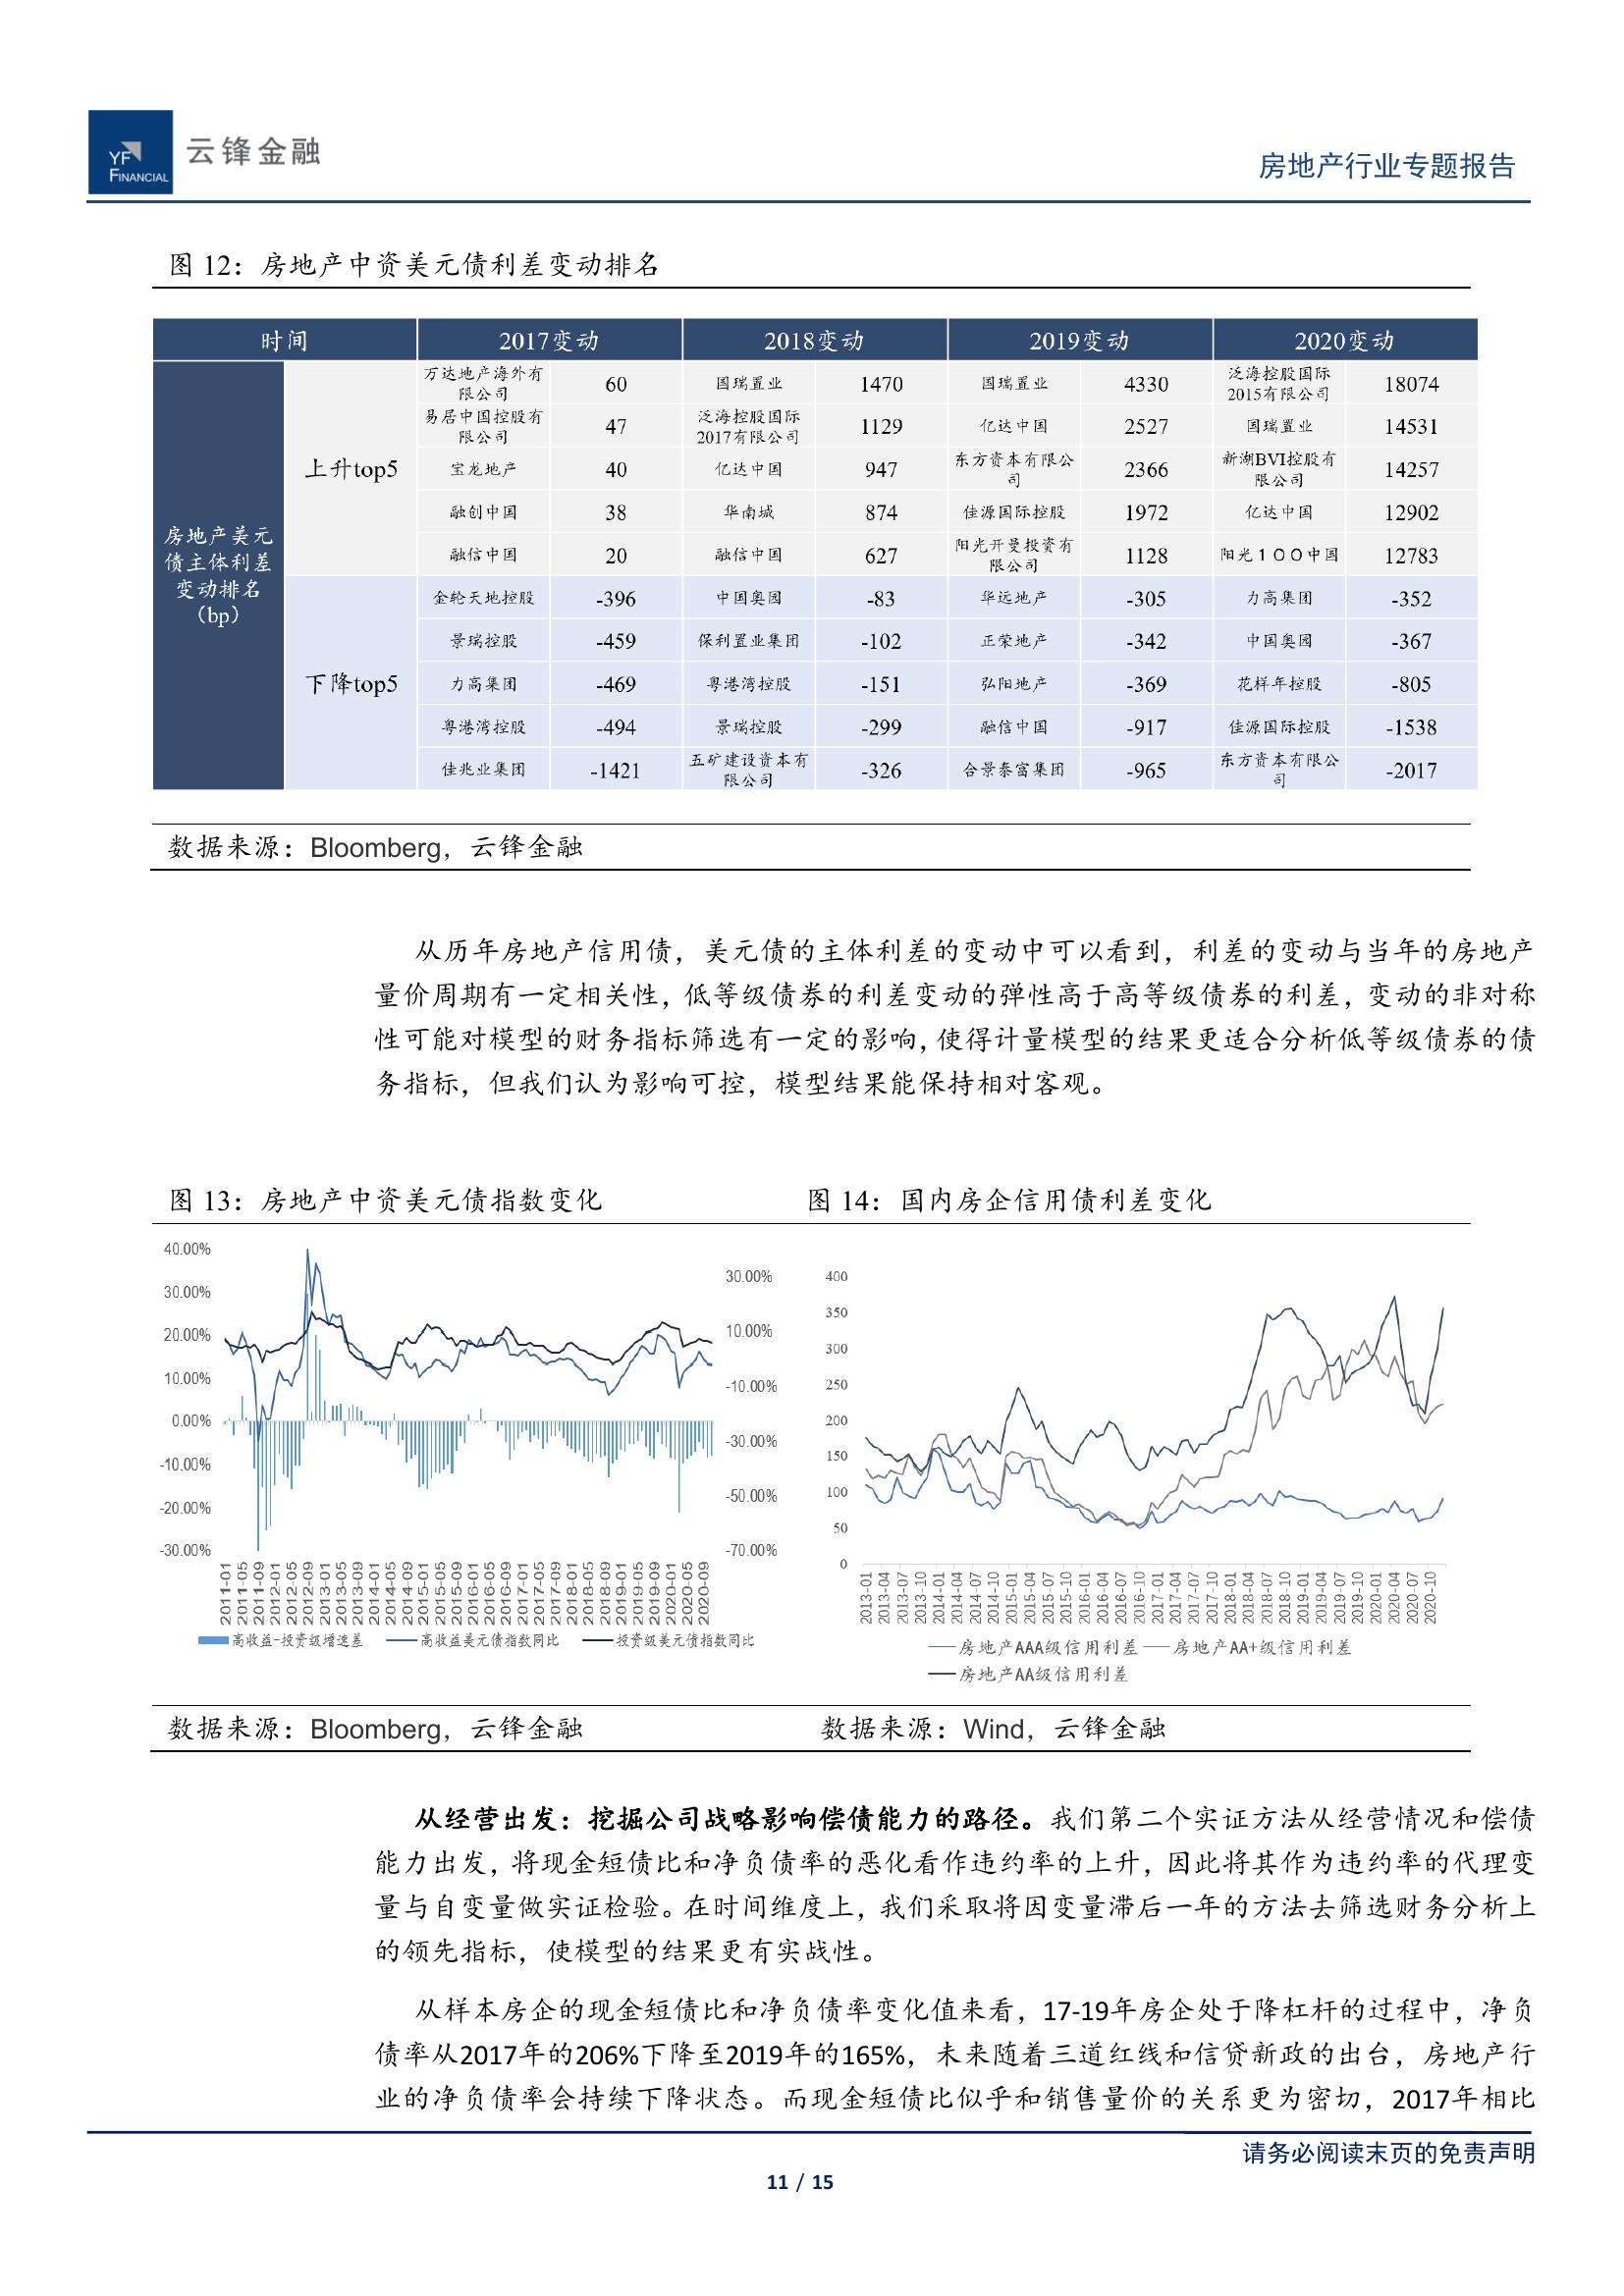 YF
FINANCIAL
云锋金融
房地产行业专题报告
图 12：房地产中资美元债利差变动排名
时间 2017变动 2018变动 2019变动 2020变动
房地产美元
债主体利差
变动排名
（bp）
上升top5
万达地产海外有限公司 60 国瑞置业 1470 国瑞置业 4330 泛海控股国际2015有限公司 18074
易居中国控股有限公司 47 泛海控股国际2017有限公司 1129 亿达中国 2527 国瑞置业 14531
宝龙地产 40 亿达中国 947 东方资本有限公司 2366 新湖BVI控股有限公司 14257
融创中国 38 华南城 874 佳源国际控股 1972 亿达中国 12902
融信中国 20 融信中国 627 阳光开曼投资有限公司 1128 阳光１００中国 12783
下降top5
金轮天地控股 -396 中国奥园 -83 华远地产 -305 力高集团 -352
景瑞控股 -459 保利置业集团 -102 正荣地产 -342 中国奥园 -367
力高集团 -469 粤港湾控股 -151 弘阳地产 -369 花样年控股 -805
粤港湾控股 -494 景瑞控股 -299 融信中国 -917 佳源国际控股 -1538
佳兆业集团 -1421 五矿建设资本有限公司 -326 合景泰富集团 -965 东方资本有限公司 -2017
数据来源：Bloomberg，云锋金融
从历年房地产信用债，美元债的主体利差的变动中可以看到，利差的变动与当年的房地产
量价周期有一定相关性，低等级债券的利差变动的弹性高于高等级债券的利差，变动的非对称
性可能对模型的财务指标筛选有一定的影响，使得计量模型的结果更适合分析低等级债券的债
务指标，但我们认为影响可控，模型结果能保持相对客观。
图 13：房地产中资美元债指数变化
40.00%
30.00%
20.00%
10.00%
0.00%
-10.00%
-20.00%
-30.00%
30.00%
10.00%
-10.00%
-30.00%
-50.00%
-70.00%
2011-01 2011-05 2011-09 2012-01 2012-05 2012-09 2013-01 2013-05 2013-09 2014-01 2014-05 2014-09 2015-01 2015-05 2015-09 2016-01 2016-05 2016-09 2017-01 2017-05 2017-09 2018-01 2018-05 2018-09 2019-01 2019-05 2019-09 2020-01 2020-05 2020-09
高收益-投资级增速差 高收益美元债指数同比 投资级美元债指数同比
图 14：国内房企信用债利差变化
400
350
300
250
200
150
100
50
0
2013-01 2013-04 2013-07 2013-10 2014-01 2014-04 2014-07 2014-10 2015-01 2015-04 2015-07 2015-10 2016-01 2016-04 2016-07 2016-10 2017-01 2017-04 2017-07 2017-10 2018-01 2018-04 2018-07 2018-10 2019-01 2019-04 2019-07 2019-10 2020-01 2020-04 2020-07 2020-10
房地产AAA级信用利差 房地产AA+级信用利差
房地产AA级信用利差
数据来源：Bloomberg，云锋金融
数据来源：Wind，云锋金融
从经营出发：挖掘公司战略影响偿债能力的路径。我们第二个实证方法从经营情况和偿债
能力出发，将现金短债比和净负债率的恶化看作违约率的上升，因此将其作为违约率的代理变
量与自变量做实证检验。在时间维度上，我们采取将因变量滞后一年的方法去筛选财务分析上
的领先指标，使模型的结果更有实战性。
从样本房企的现金短债比和净负债率变化值来看，17-19年房企处于降杠杆的过程中，净负
债率从2017年的206%下降至2019年的165%，未来随着三道红线和信贷新政的出台，房地产行
业的净负债率会持续下降状态。而现金短债比似乎和销售量价的关系更为密切，2017年相比
请务必阅读末页的免责声明
11 / 15